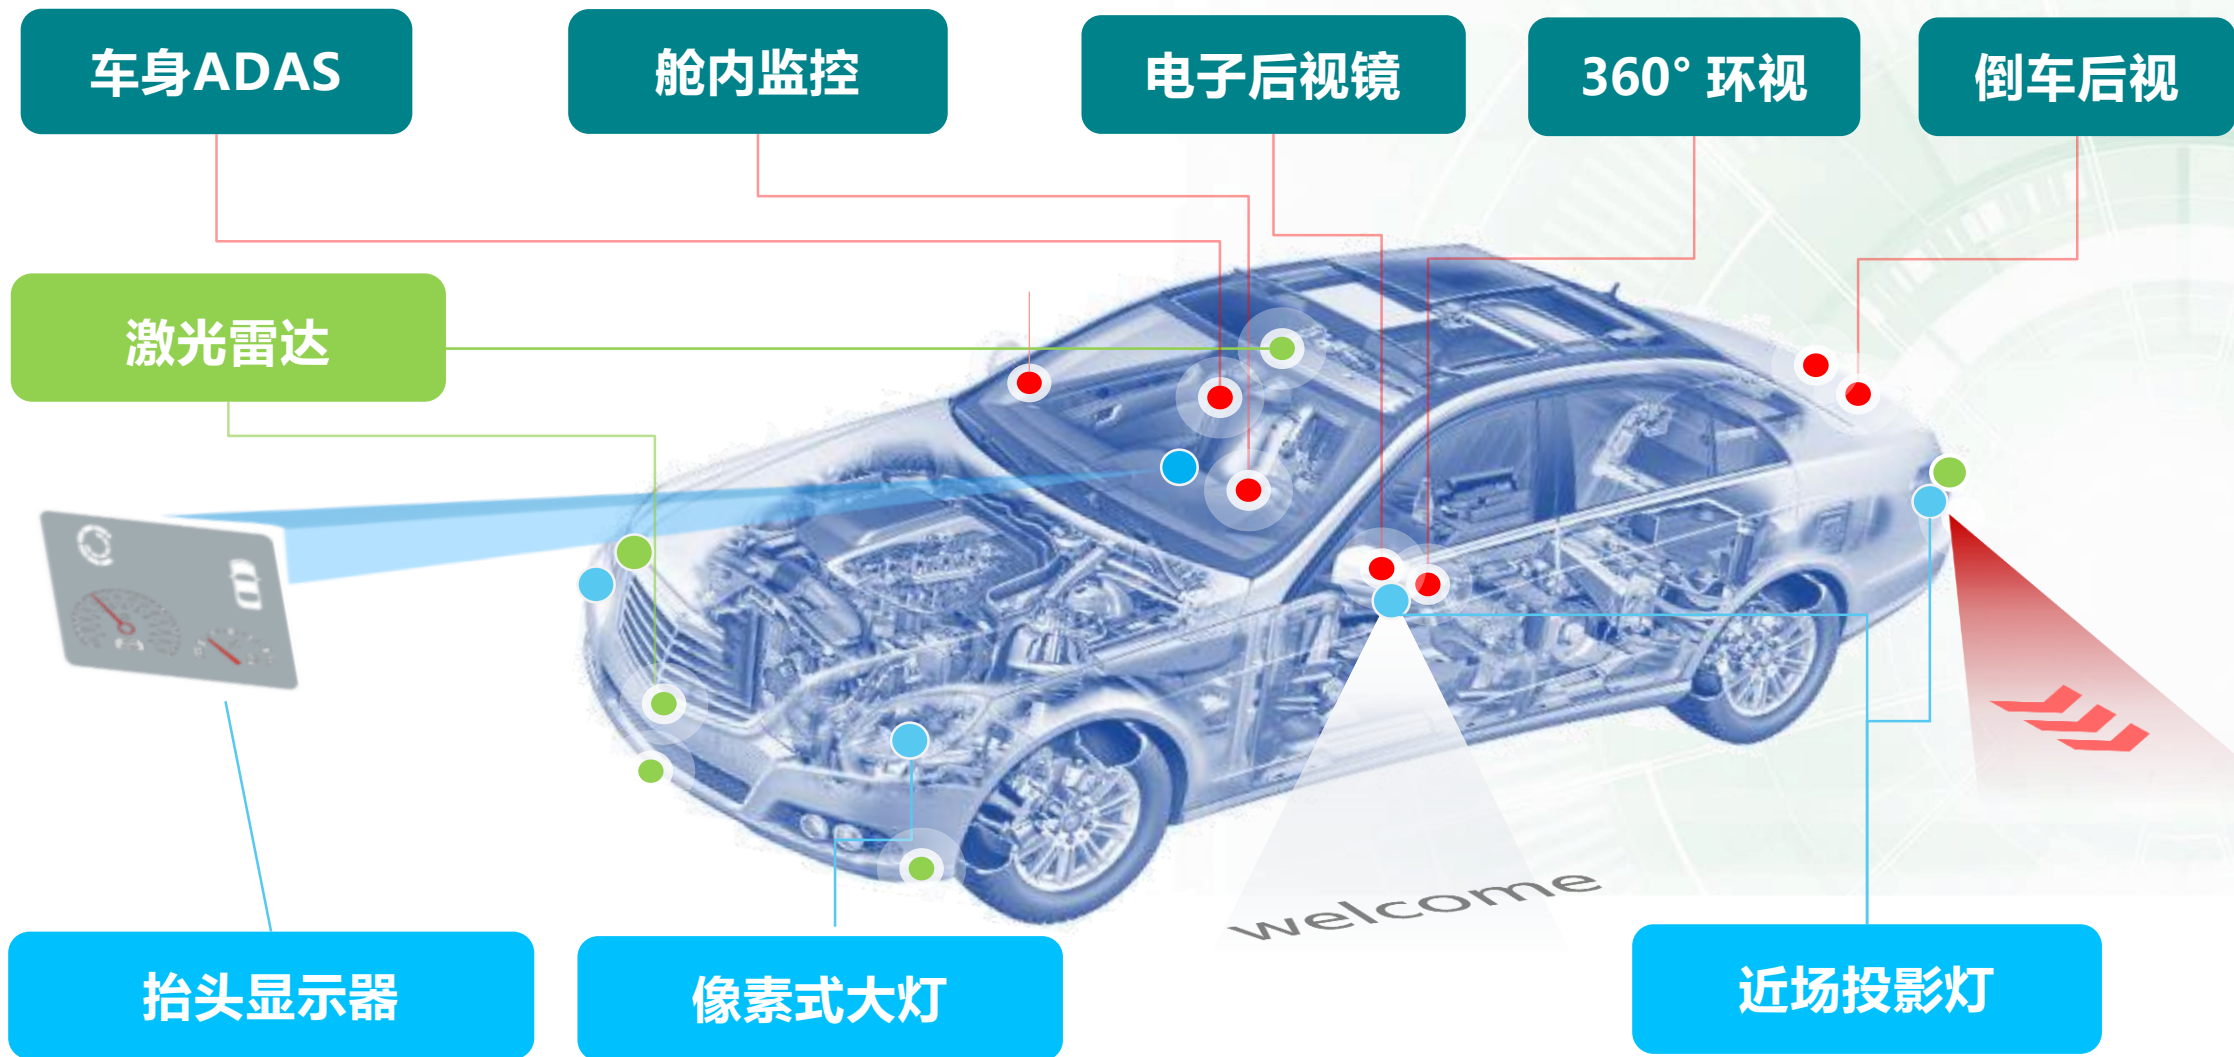 车身ADAS
舱内监控
电子后视镜
360° 环视
倒车后视
激光雷达
welcome
抬头显示器
像素式大灯
近场投影灯